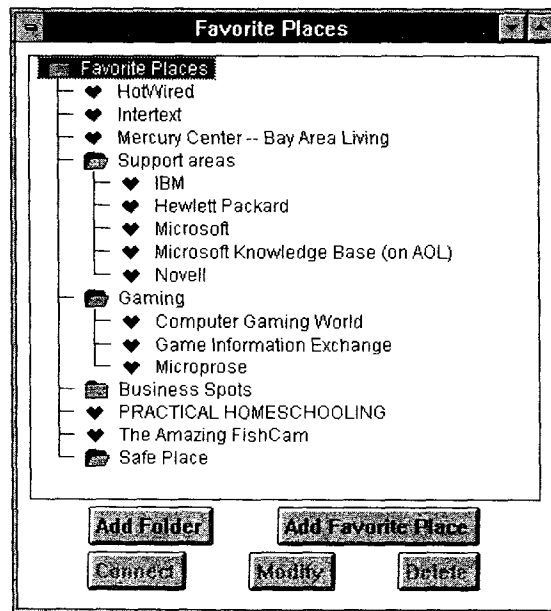 Favorite Places
Favorite Places
HotWired
Intertext
Mercury Center -- Bay Area Living
Support areas
IBM
Hewlett Packard
Microsoft
Microsoft Knowledge Base (on AOL)
Novell
Gaming
Computer Gaming World
Game Information Exchange
Microprose
Business Spots
PRACTICAL HOMESCHOOLING
The Amazing FishCam
Safe Place
Add Folder Add Favorite Place
Connect Modify Delete